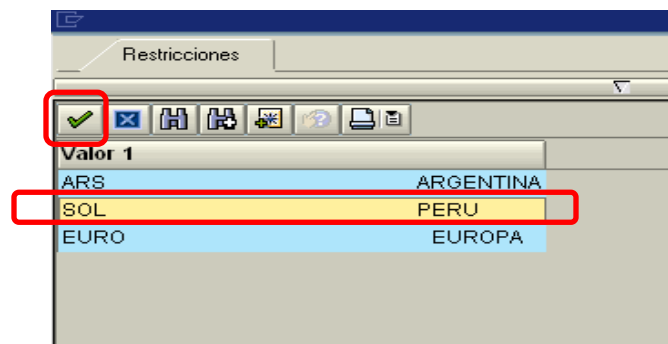 Restricciones
Valor 1
ARS ARGENTINA
SOL PERU
EURO EUROPA